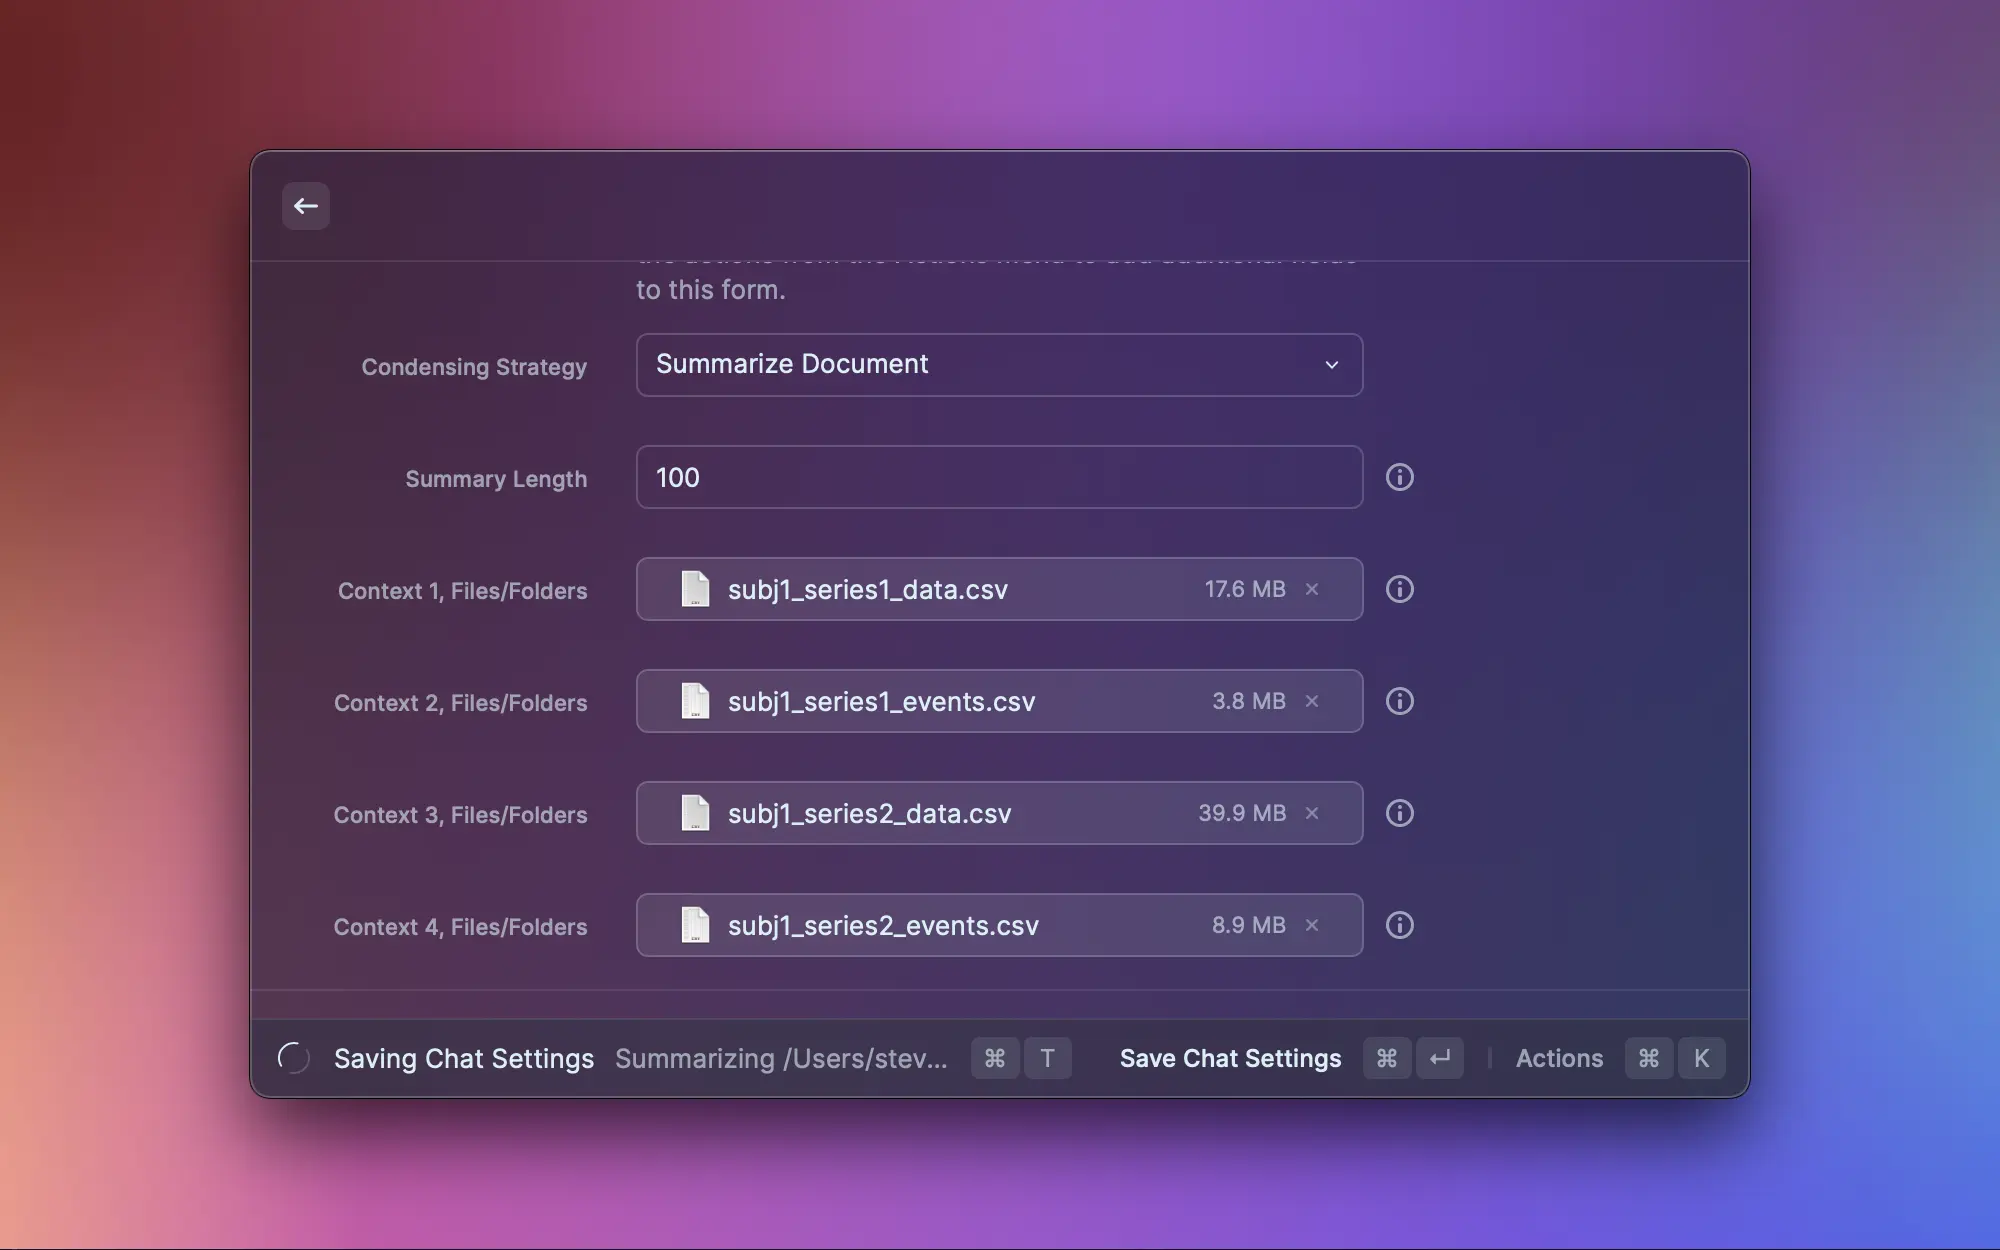 to this form.
Condensing Strategy
Summarize Document
Summary Length
100
Context 1, Files/Folders
subj1_series1_data.csv 17.6 MB ×
Context 2, Files/Folders
subj1_series1_events.csv 3.8 MB ×
Context 3, Files/Folders
subj1_series2_data.csv 39.9 MB ×
Context 4, Files/Folders
subj1_series2_events.csv 8.9 MB ×
Saving Chat Settings Summarizing /Users/stev... ⌘ T Save Chat Settings ⌘ ↵ Actions ⌘ K